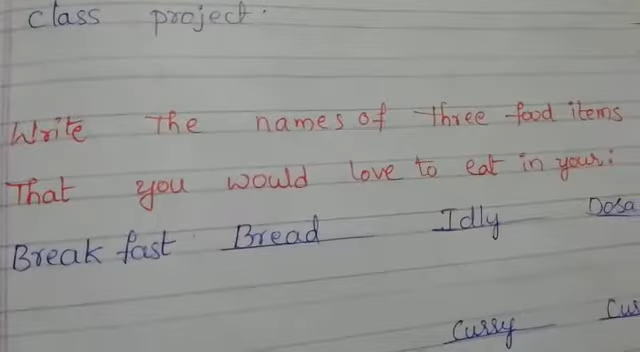 class project.
Write The names of three food items
That you would love to eat in your:
Break fast Bread Idly Dosa
Curry